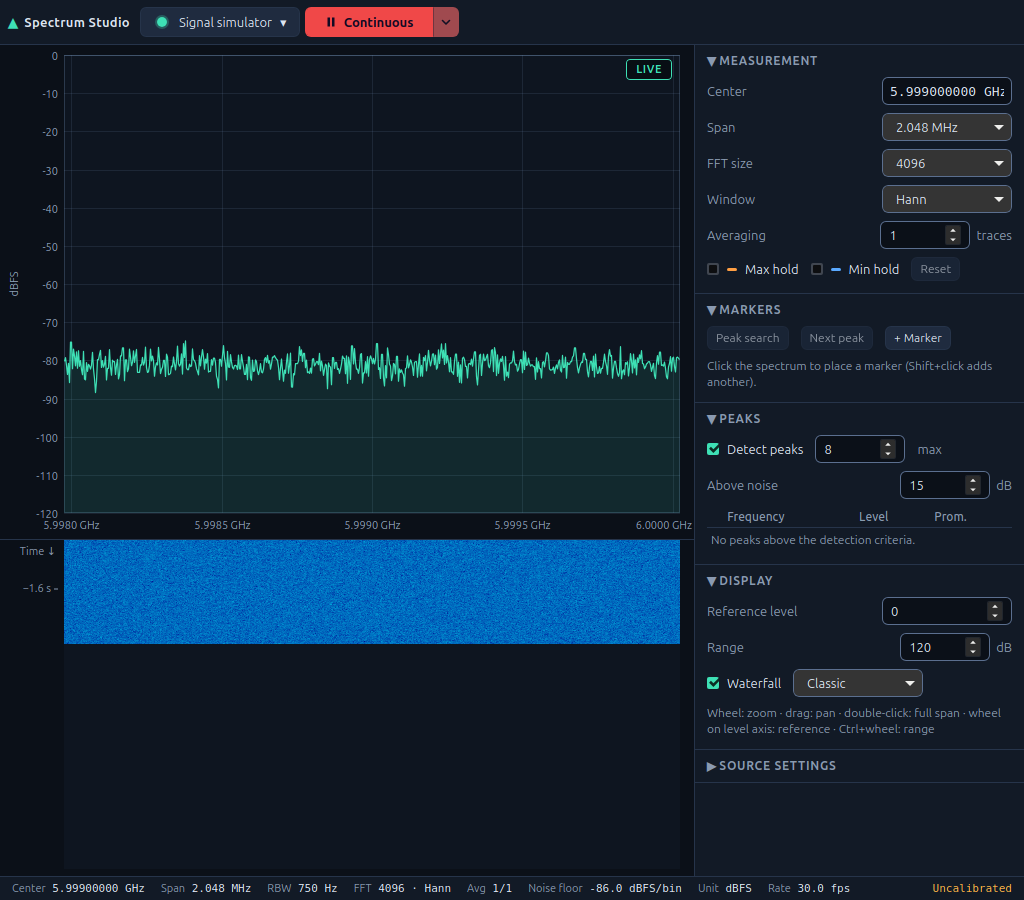 Spectrum Studio
Signal simulator ▾
Continuous
0
LIVE
-10
-20
-30
-40
-50
-60
-70
-80
-90
-100
-110
-120
dBFS
5.9980 GHz 5.9985 GHz 5.9990 GHz 5.9995 GHz 6.0000 GHz
Time ↓
−1.6 s
▼ MEASUREMENT
Center 5.999000000 GHz
Span 2.048 MHz
FFT size 4096
Window Hann
Averaging 1 traces
Max hold Min hold Reset
▼ MARKERS
Peak search Next peak + Marker
Click the spectrum to place a marker (Shift+click adds
another).
▼ PEAKS
Detect peaks 8 max
Above noise 15 dB
Frequency Level Prom.
No peaks above the detection criteria.
▼ DISPLAY
Reference level 0
Range 120 dB
Waterfall Classic
Wheel: zoom · drag: pan · double-click: full span · wheel
on level axis: reference · Ctrl+wheel: range
▶ SOURCE SETTINGS
Center 5.99900000 GHz Span 2.048 MHz RBW 750 Hz FFT 4096 · Hann Avg 1/1 Noise floor -86.0 dBFS/bin Unit dBFS Rate 30.0 fps Uncalibrated